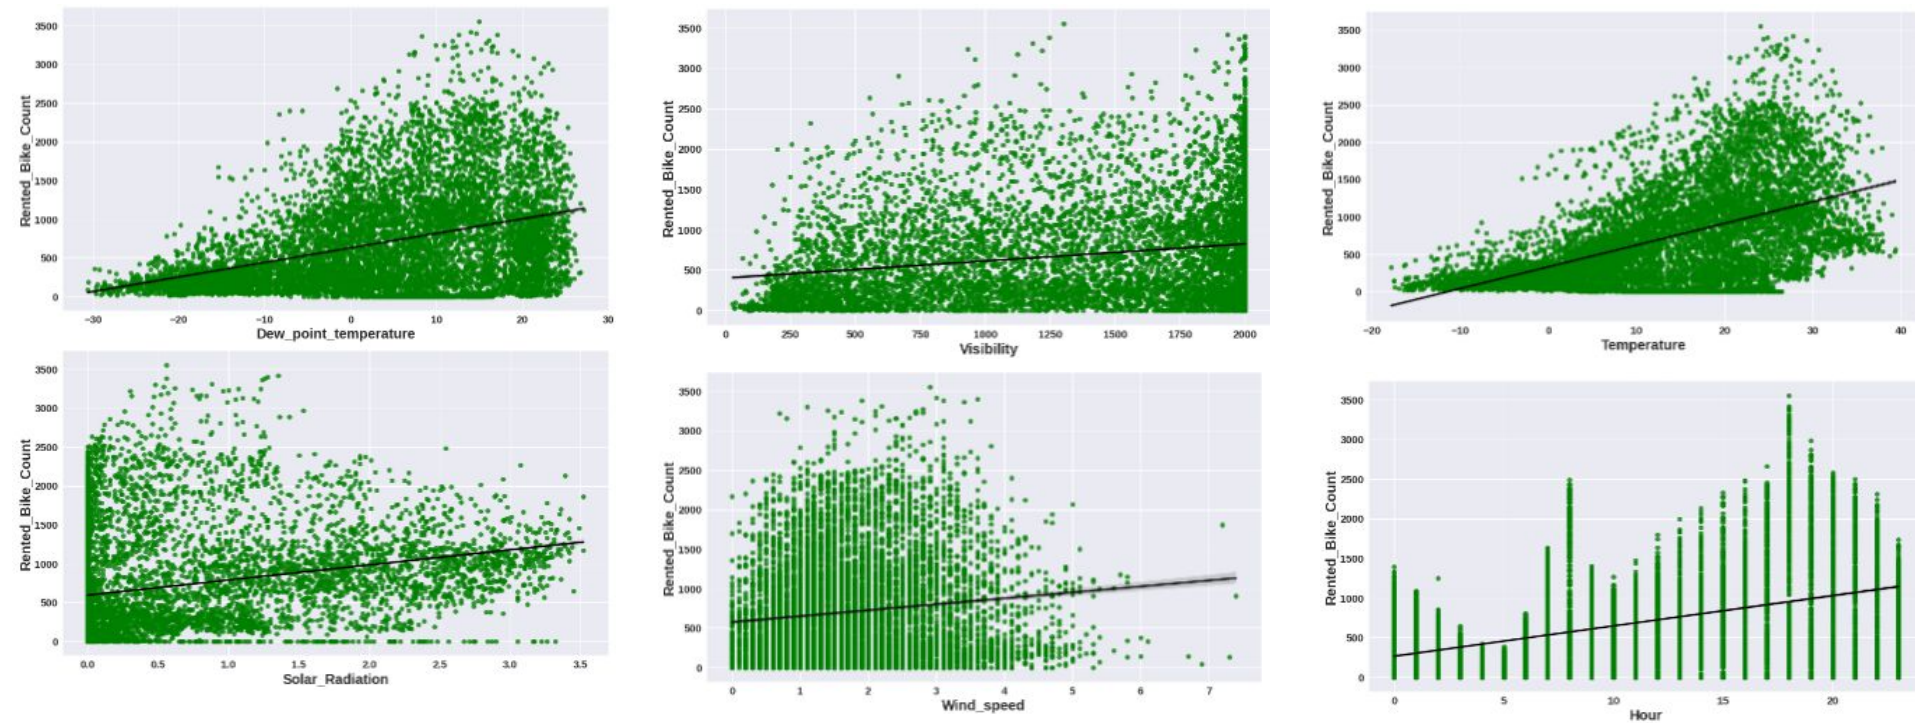 3500
3000
2500
2000
1500
1000
500
0
Rented_Bike_Count
−30 −20 −10 0 10 20 30
Dew_point_temperature
3500
3000
2500
2000
1500
1000
500
0
Rented_Bike_Count
0 250 500 750 1000 1250 1500 1750 2000
Visibility
3500
3000
2500
2000
1500
1000
500
0
Rented_Bike_Count
−20 −10 0 10 20 30 40
Temperature
3500
3000
2500
2000
1500
1000
500
0
Rented_Bike_Count
0.0 0.5 1.0 1.5 2.0 2.5 3.0 3.5
Solar_Radiation
3500
3000
2500
2000
1500
1000
500
0
Rented_Bike_Count
0 1 2 3 4 5 6 7
Wind_speed
3500
3000
2500
2000
1500
1000
500
0
Rented_Bike_Count
0 5 10 15 20
Hour